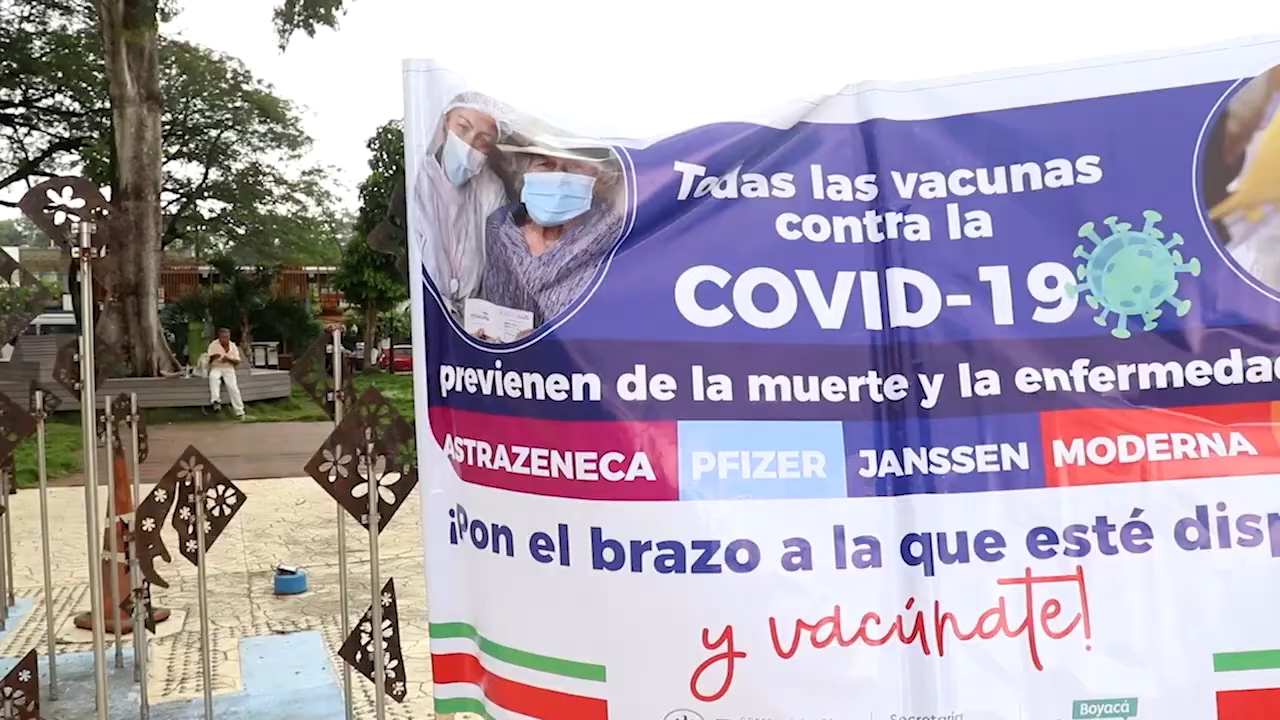 Todas las vacunas
contra la
COVID-19
previenen de la muerte y la enfermedad
ASTRAZENECA PFIZER JANSSEN MODERNA
¡Pon el brazo a la que esté
y vacúnate!
Secretaría
Boyacá